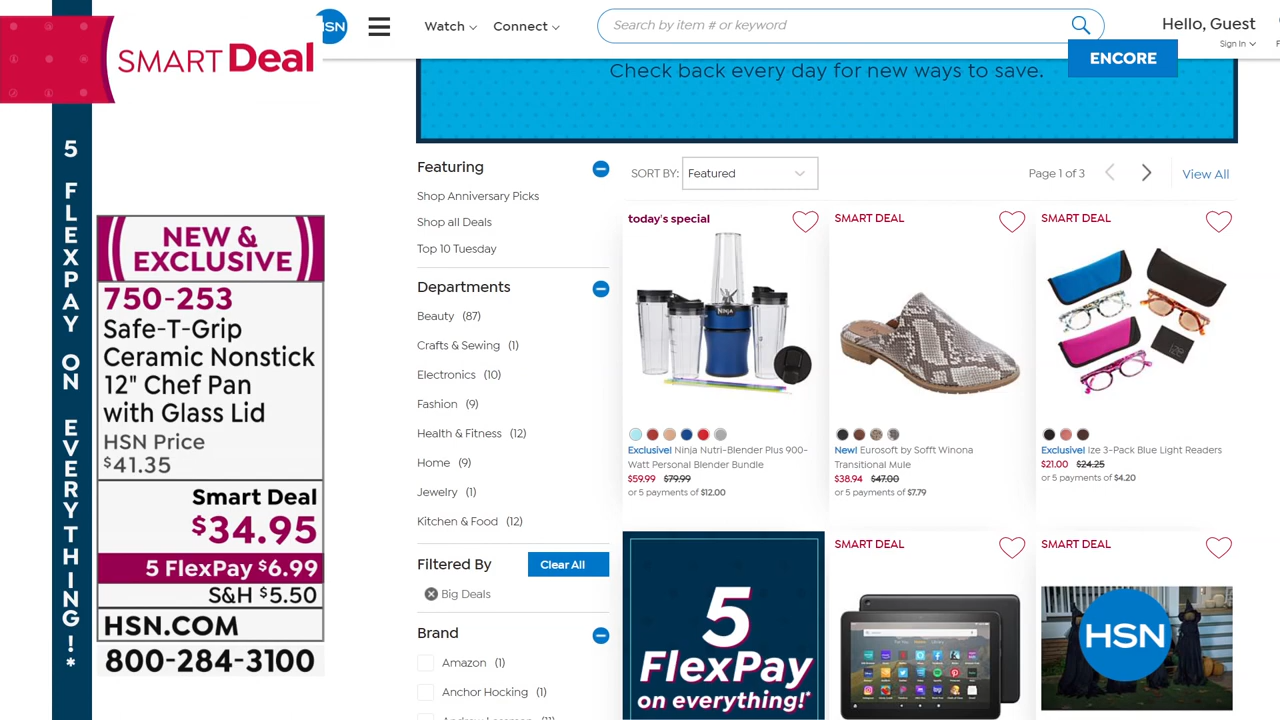 SMART Deal
5 FLEXPAY ON EVERYTHING!*
NEW &
EXCLUSIVE
750-253
Safe-T-Grip
Ceramic Nonstick
12" Chef Pan
with Glass Lid
HSN Price
$41.35
Smart Deal
$34.95
5 FlexPay $6.99
S&H $5.50
HSN.COM
800-284-3100
HSN
Watch
Connect
Search by item # or keyword
Hello, Guest
Sign In
ENCORE
Check back every day for new ways to save.
Featuring
Shop Anniversary Picks
Shop all Deals
Top 10 Tuesday
Departments
Beauty (87)
Crafts & Sewing (1)
Electronics (10)
Fashion (9)
Health & Fitness (12)
Home (9)
Jewelry (1)
Kitchen & Food (12)
Filtered By
Clear All
Big Deals
Brand
Amazon (1)
Anchor Hocking (1)
SORT BY: Featured
Page 1 of 3
View All
today's special
NINJA
Exclusive! Ninja Nutri-Blender Plus 900-
Watt Personal Blender Bundle
$59.99 $79.99
or 5 payments of $12.00
SMART DEAL
New! Eurosoft by Sofft Winona
Transitional Mule
$38.94 $47.00
or 5 payments of $7.79
SMART DEAL
Exclusive! Ize 3-Pack Blue Light Readers
$21.00 $24.25
or 5 payments of $4.20
5
FlexPay
on everything!*
SMART DEAL
SMART DEAL
HSN